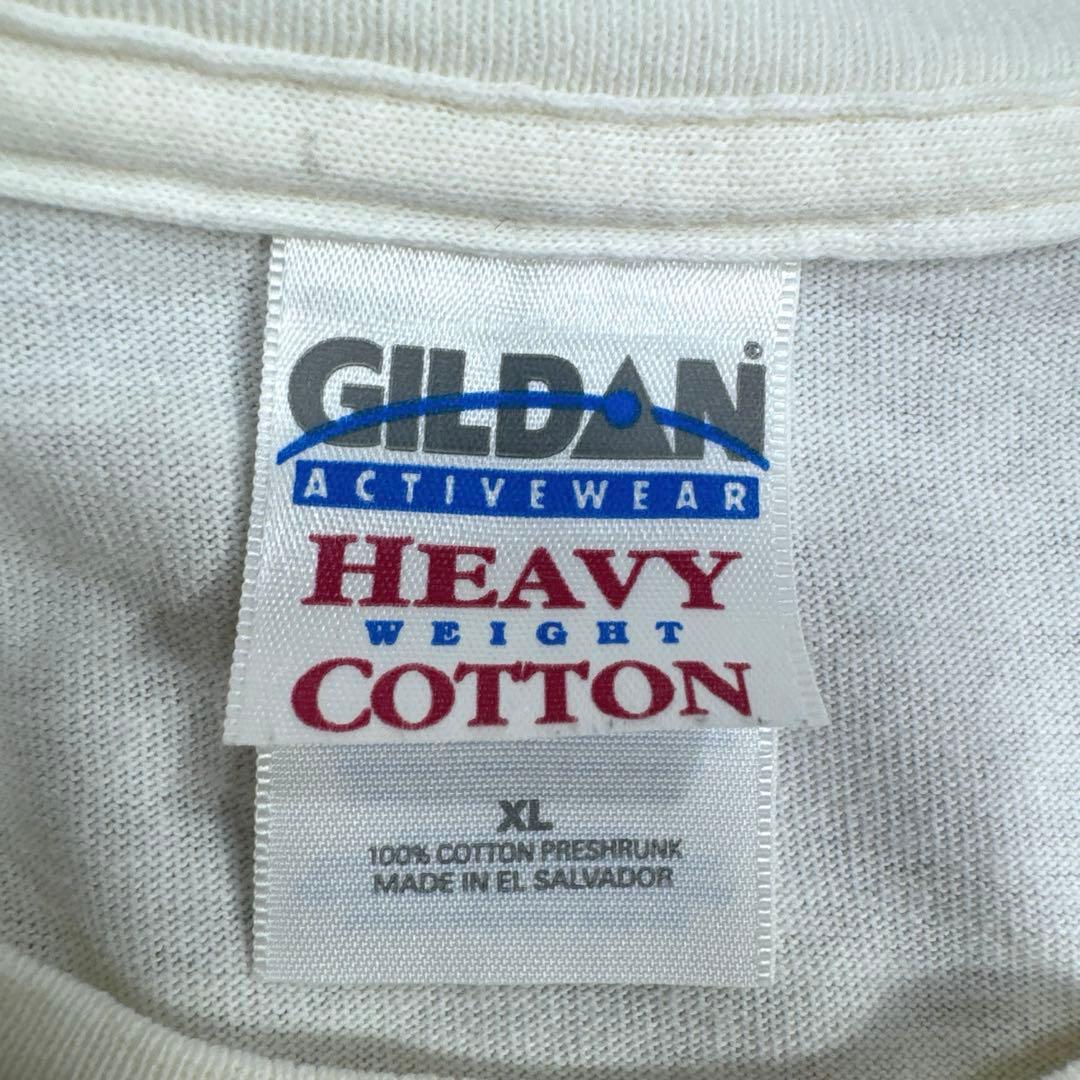 GILDAN®
ACTIVEWEAR
HEAVY
WEIGHT
COTTON
XL
100% COTTON PRESHRUNK
MADE IN EL SALVADOR